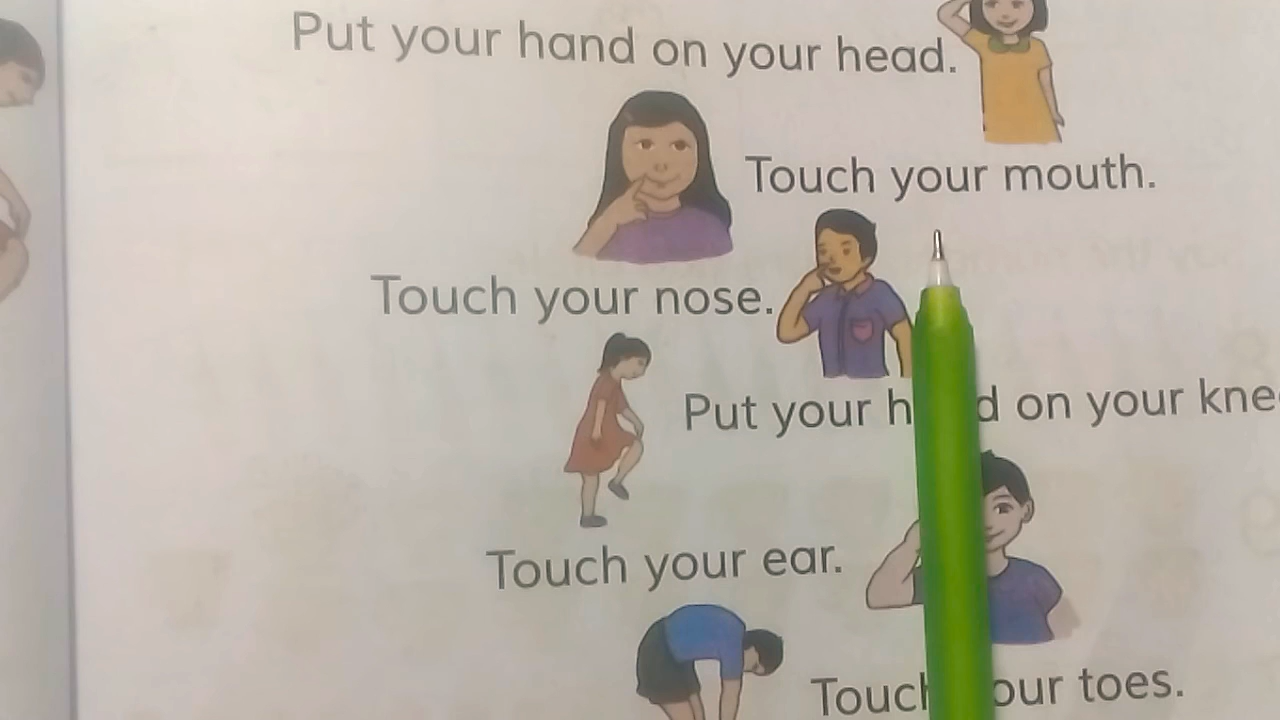 Put your hand on your head.
Touch your mouth.
Touch your nose.
Put your on your
Touch your ear.
toes.